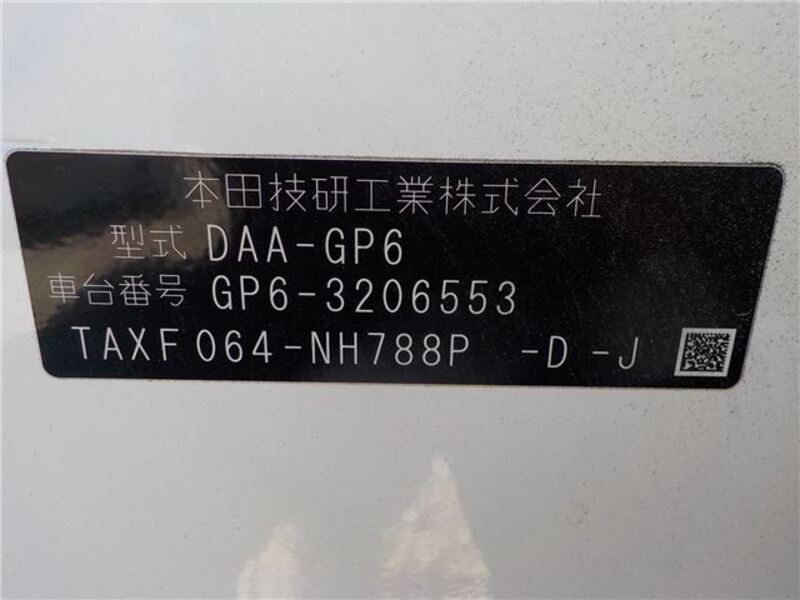 本田技研工業株式会社
型式 DAA-GP6
車台番号 GP6-3206553
TAXF064-NH788P -D -J